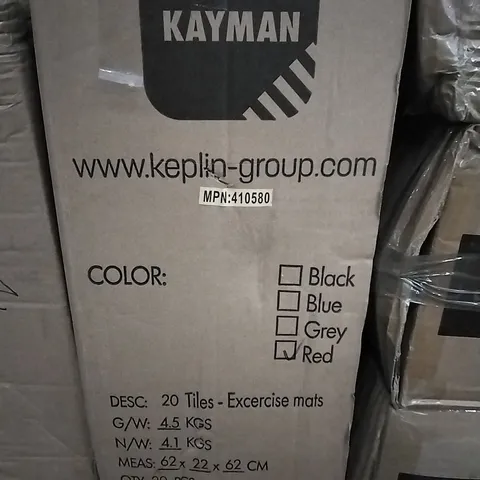 KAYMAN
www.keplin-group.com
MPN:410580
COLOR:
Black
Blue
Grey
Red
DESC: 20 Tiles - Excercise mats
G/W: 4.5 KGS
N/W: 4.1 KGS
MEAS: 62 x 22 x 62 CM